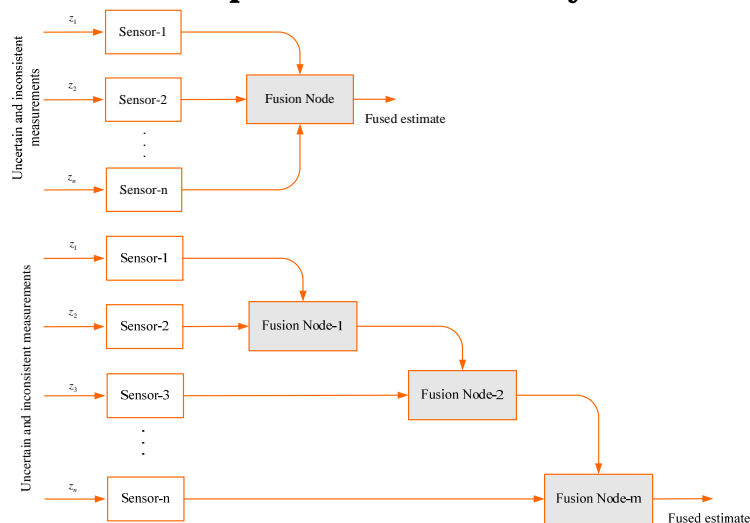 z1
Sensor-1
z2
Sensor-2
Fusion Node
Fused estimate
Uncertain and inconsistent
measurements
zn
Sensor-n
z1
Sensor-1
z2
Sensor-2
Fusion Node-1
Uncertain and inconsistent measurements
z3
Sensor-3
Fusion Node-2
zn
Sensor-n
Fusion Node-m
Fused estimate